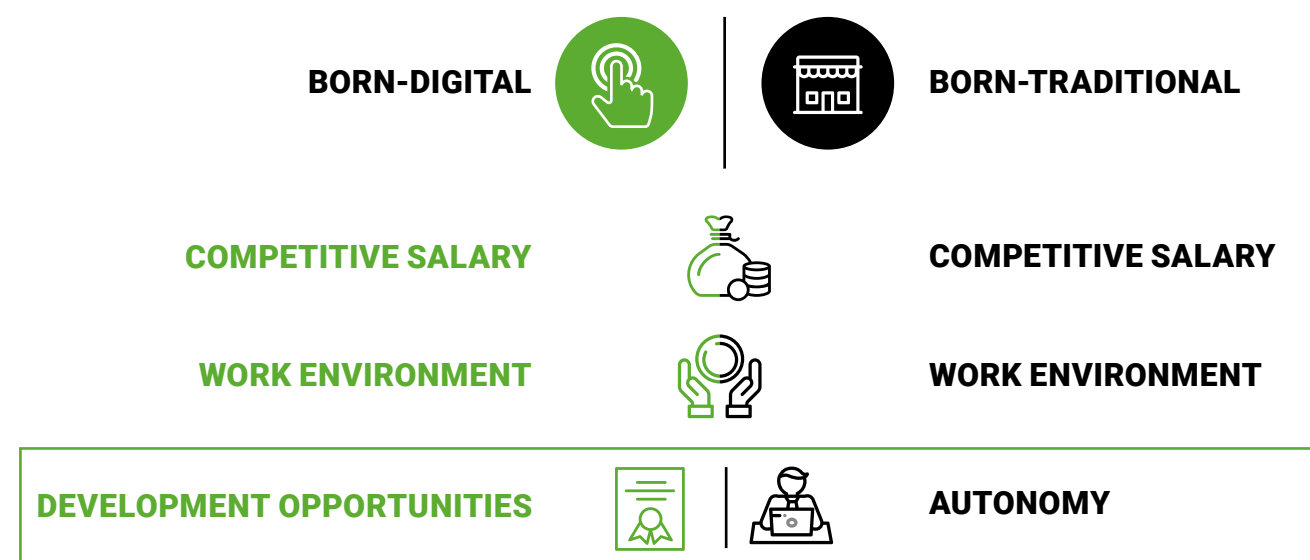 BORN-DIGITAL BORN-TRADITIONAL
COMPETITIVE SALARY COMPETITIVE SALARY
WORK ENVIRONMENT WORK ENVIRONMENT
DEVELOPMENT OPPORTUNITIES AUTONOMY